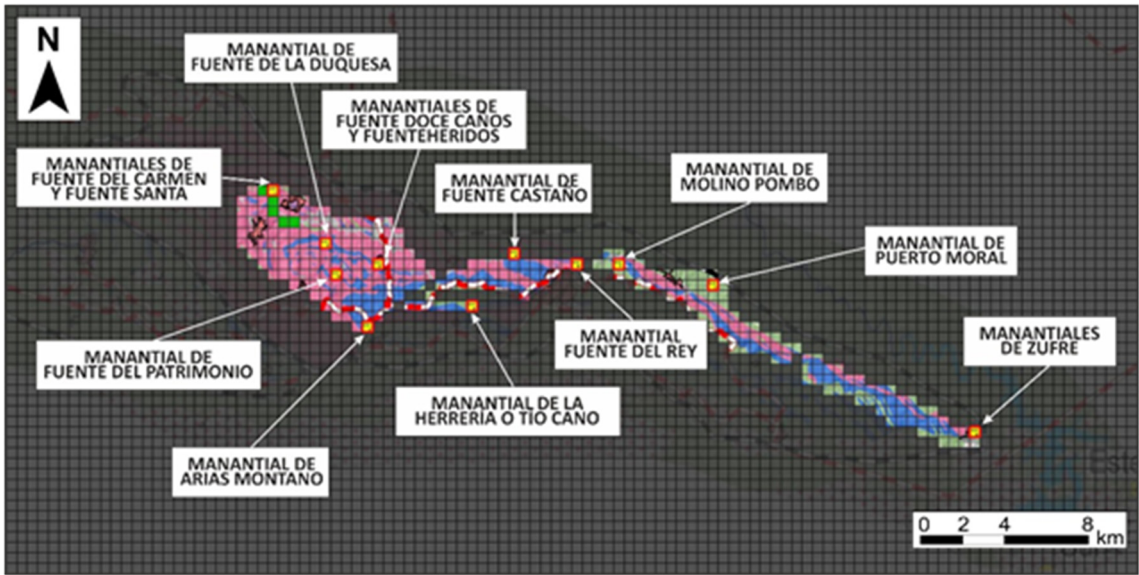 N
MANANTIAL DE
FUENTE DE LA DUQUESA
MANANTIALES DE
FUENTE DOCE CAÑOS
Y FUENTEHERIDOS
MANANTIALES DE
FUENTE DEL CARMEN
Y FUENTE SANTA
MANANTIAL DE
FUENTE CASTAÑO
MANANTIAL DE
MOLINO POMBO
MANANTIAL DE
PUERTO MORAL
MANANTIAL
FUENTE DEL REY
MANANTIALES
DE ZUFRE
MANANTIAL DE
FUENTE DEL PATRIMONIO
MANANTIAL DE LA
HERRERIA O TIO CANO
MANANTIAL DE
ARIAS MONTANO
0 2 4 8
km